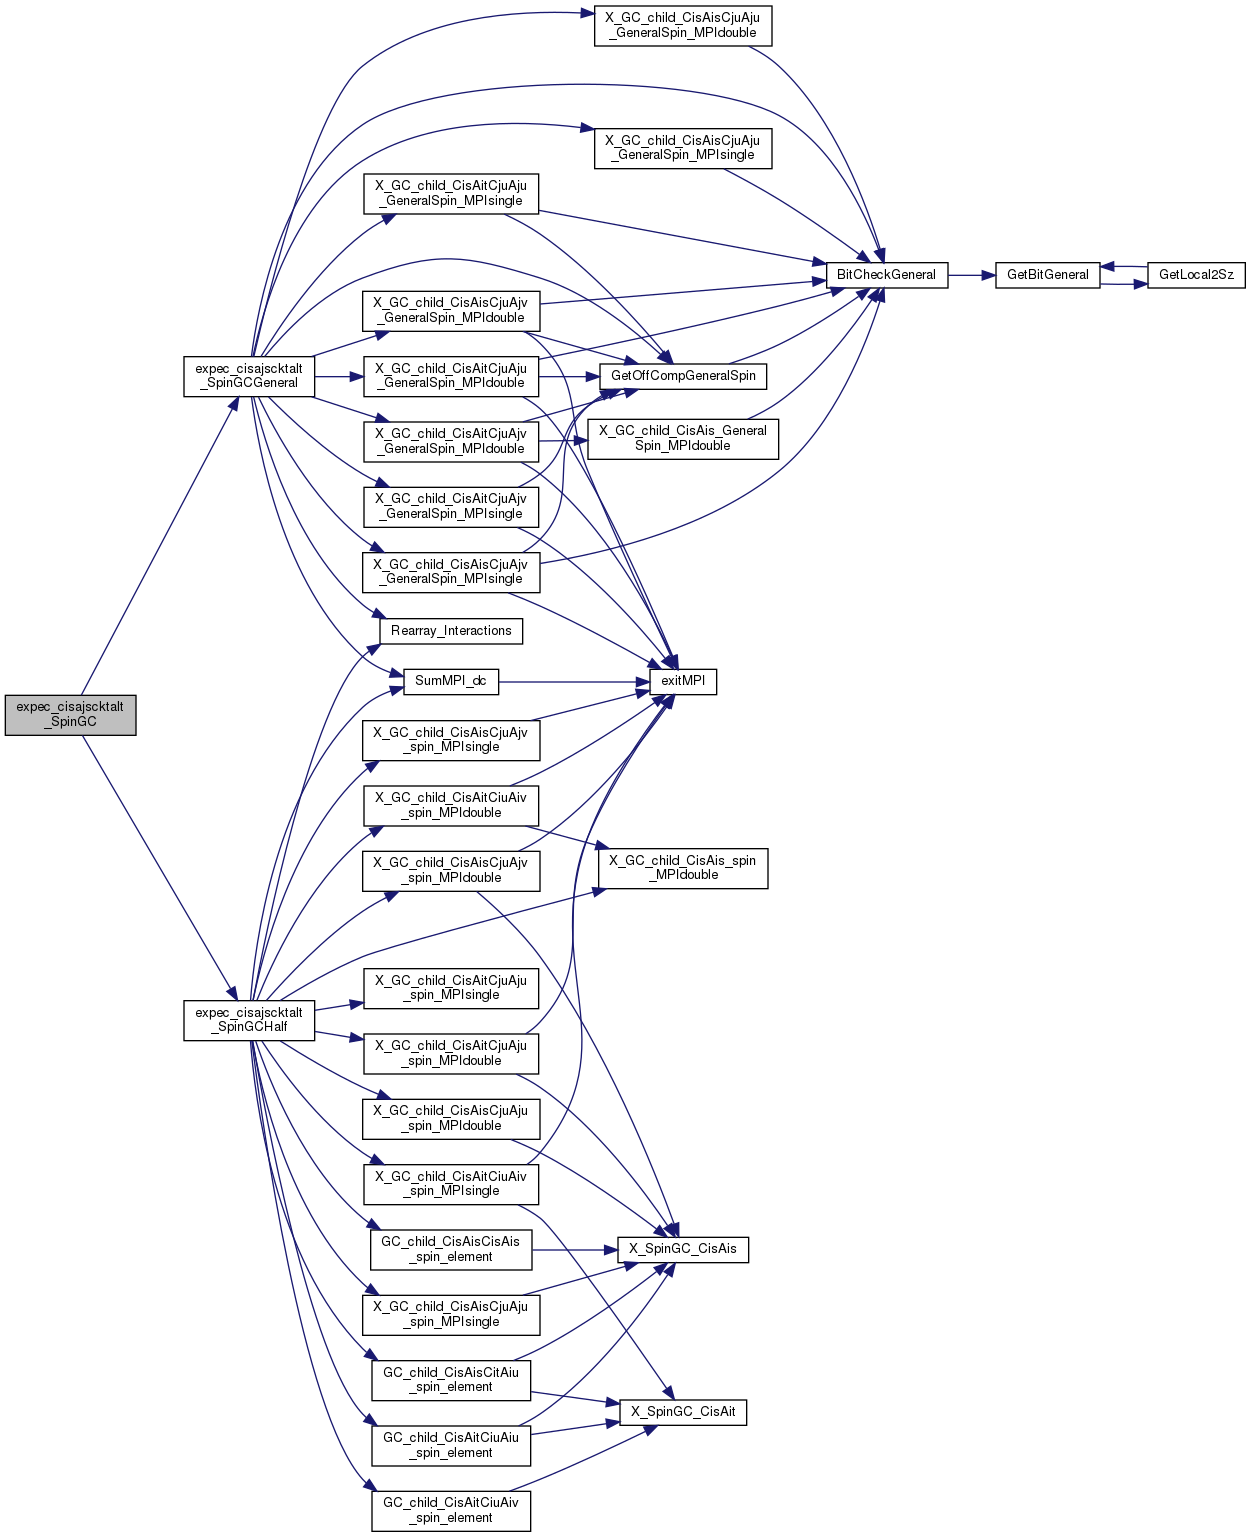 X_GC_child_CisAisCjuAju
_GeneralSpin_MPIdouble
X_GC_child_CisAisCjuAju
_GeneralSpin_MPIsingle
X_GC_child_CisAitCjuAju
_GeneralSpin_MPIsingle
BitCheckGeneral
GetBitGeneral
GetLocal2Sz
X_GC_child_CisAisCjuAjv
_GeneralSpin_MPIdouble
expec_cisajscktalt
_SpinGCGeneral
X_GC_child_CisAitCjuAju
_GeneralSpin_MPIdouble
GetOffCompGeneralSpin
X_GC_child_CisAitCjuAjv
_GeneralSpin_MPIdouble
X_GC_child_CisAis_General
Spin_MPIdouble
X_GC_child_CisAitCjuAjv
_GeneralSpin_MPIsingle
X_GC_child_CisAisCjuAjv
_GeneralSpin_MPIsingle
Rearray_Interactions
SumMPI_dc
exitMPI
expec_cisajscktalt
_SpinGC
X_GC_child_CisAisCjuAjv
_spin_MPIsingle
X_GC_child_CisAitCiuAiv
_spin_MPIdouble
X_GC_child_CisAisCjuAjv
_spin_MPIdouble
X_GC_child_CisAis_spin
_MPIdouble
X_GC_child_CisAitCjuAju
_spin_MPIsingle
expec_cisajscktalt
_SpinGCHalf
X_GC_child_CisAitCjuAju
_spin_MPIdouble
X_GC_child_CisAisCjuAju
_spin_MPIdouble
X_GC_child_CisAitCiuAiv
_spin_MPIsingle
GC_child_CisAisCisAis
_spin_element
X_SpinGC_CisAis
X_GC_child_CisAisCjuAju
_spin_MPIsingle
GC_child_CisAisCitAiu
_spin_element
X_SpinGC_CisAit
GC_child_CisAitCiuAiu
_spin_element
GC_child_CisAitCiuAiv
_spin_element